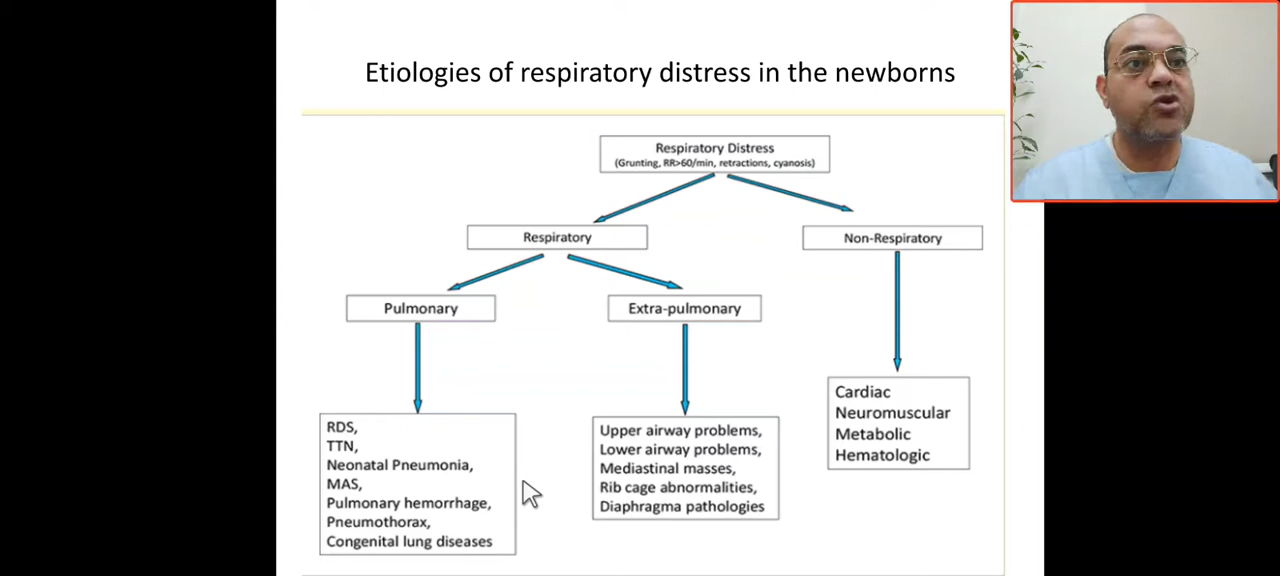 Etiologies of respiratory distress in the newborns
Respiratory Distress
(Grunting, RR>60/min, retractions, cyanosis)
Respiratory
Non-Respiratory
Pulmonary
Extra-pulmonary
RDS,
TTN,
Neonatal Pneumonia,
MAS,
Pulmonary hemorrhage,
Pneumothorax,
Congenital lung diseases
Upper airway problems,
Lower airway problems,
Mediastinal masses,
Rib cage abnormalities,
Diaphragma pathologies
Cardiac
Neuromuscular
Metabolic
Hematologic